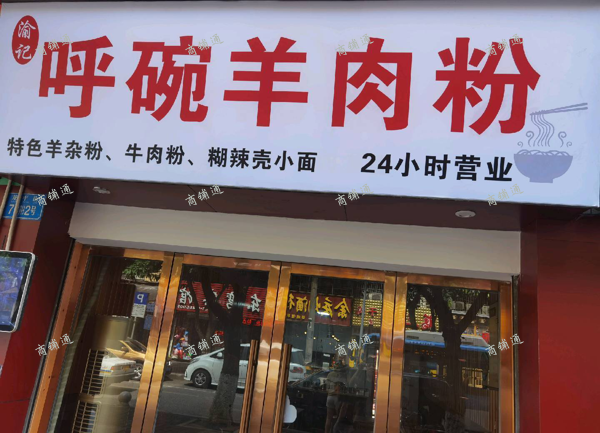 渝记
呼碗羊肉粉
特色羊杂粉、牛肉粉、糊辣壳小面 24小时营业
商铺通
P